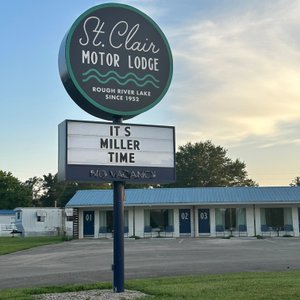 St. Clair
MOTOR LODGE
ROUGH RIVER LAKE
SINCE 1952
IT'S
MILLER
TIME
NO VACANCY
01
02
03